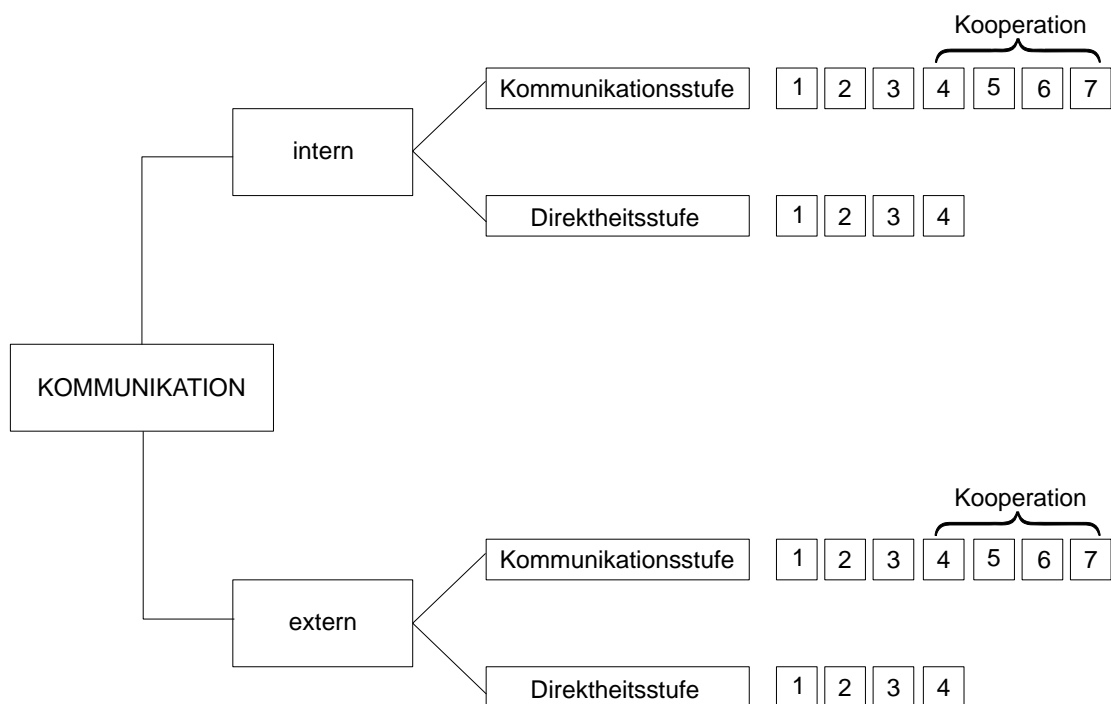 Kooperation
Kommunikationsstufe 1 2 3 4 5 6 7
intern
Direktheitsstufe 1 2 3 4
KOMMUNIKATION
Kooperation
Kommunikationsstufe 1 2 3 4 5 6 7
extern
Direktheitsstufe 1 2 3 4